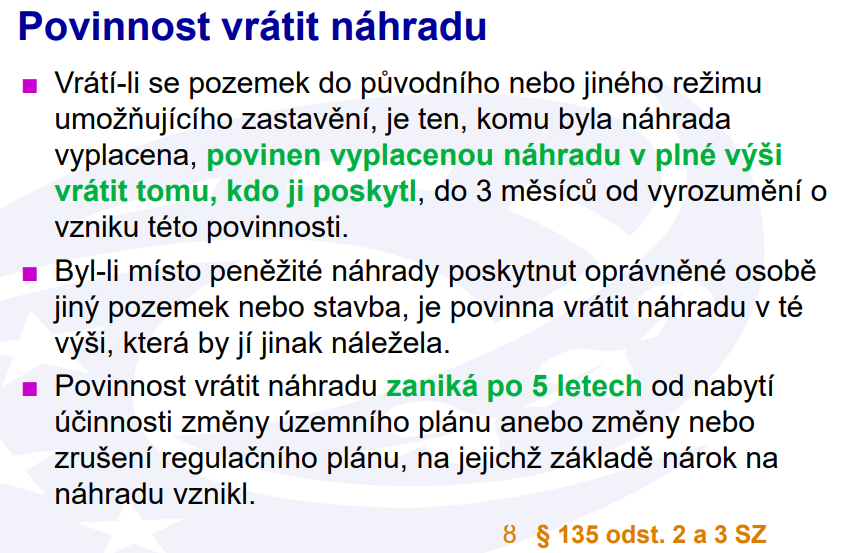 Povinnost vrátit náhradu
■ Vrátí-li se pozemek do původního nebo jiného režimu
umožňujícího zastavění, je ten, komu byla náhrada
vyplacena, povinen vyplacenou náhradu v plné výši
vrátit tomu, kdo ji poskytl, do 3 měsíců od vyrozumění o
vzniku této povinnosti.
■ Byl-li místo peněžité náhrady poskytnut oprávněné osobě
jiný pozemek nebo stavba, je povinna vrátit náhradu v té
výši, která by jí jinak náležela.
■ Povinnost vrátit náhradu zaniká po 5 letech od nabytí
účinnosti změny územního plánu anebo změny nebo
zrušení regulačního plánu, na jejichž základě nárok na
náhradu vznikl.
8 § 135 odst. 2 a 3 SZ